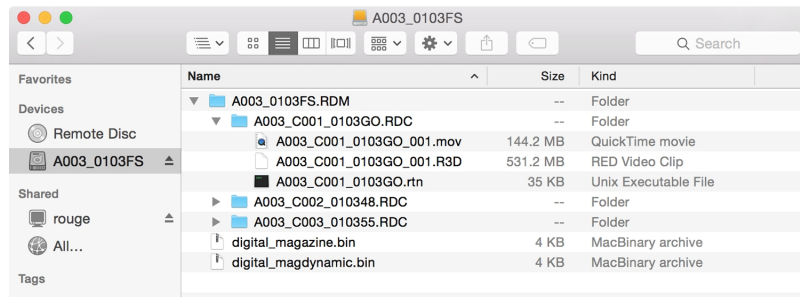 A003_0103FS
Search
Favorites
Devices
Remote Disc
A003_0103FS
Shared
rouge
All...
Tags
Name Size Kind
A003_0103FS.RDM -- Folder
A003_C001_0103GO.RDC -- Folder
A003_C001_0103GO_001.mov 144.2 MB QuickTime movie
A003_C001_0103GO_001.R3D 531.2 MB RED Video Clip
A003_C001_0103GO.rtn 35 KB Unix Executable File
A003_C002_010348.RDC -- Folder
A003_C003_010355.RDC -- Folder
digital_magazine.bin 4 KB MacBinary archive
digital_magdynamic.bin 4 KB MacBinary archive